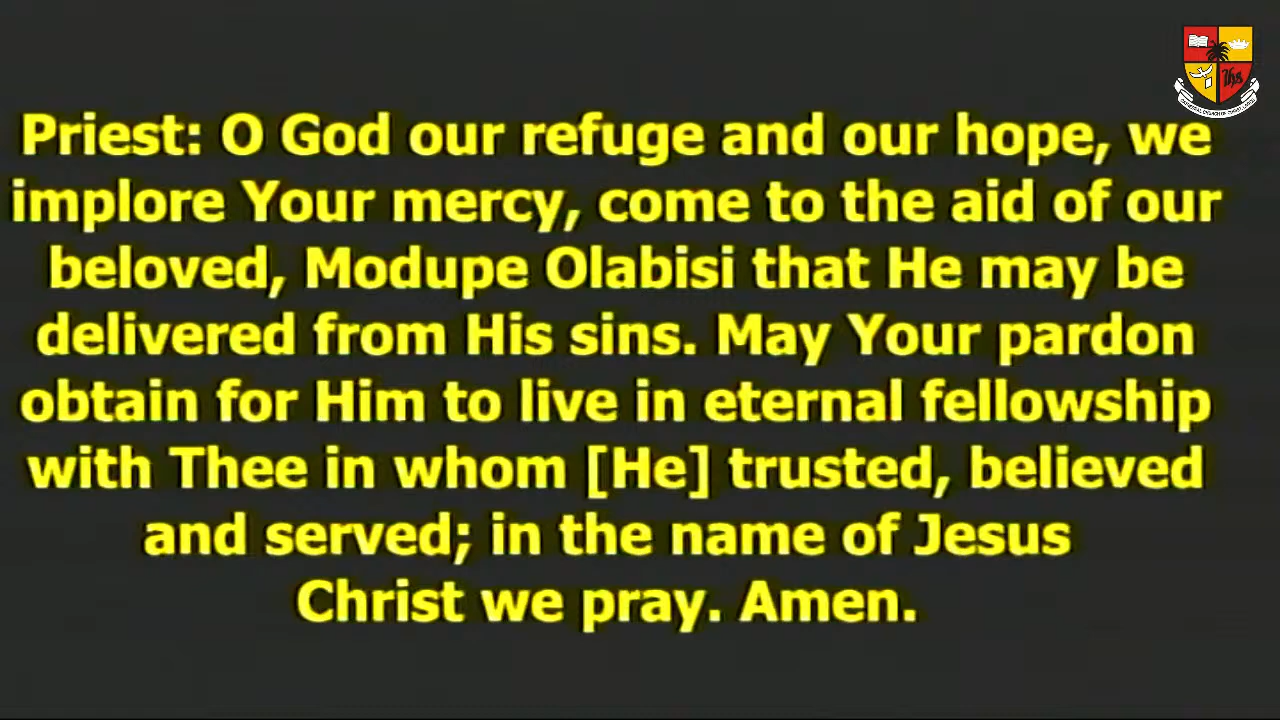 Priest: O God our refuge and our hope, we
implore Your mercy, come to the aid of our
beloved, Modupe Olabisi that He may be
delivered from His sins. May Your pardon
obtain for Him to live in eternal fellowship
with Thee in whom [He] trusted, believed
and served; in the name of Jesus
Christ we pray. Amen.